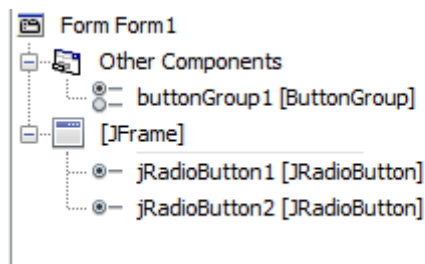 Form Form1
Other Components
buttonGroup1 [ButtonGroup]
[JFrame]
jRadioButton1 [JRadioButton]
jRadioButton2 [JRadioButton]